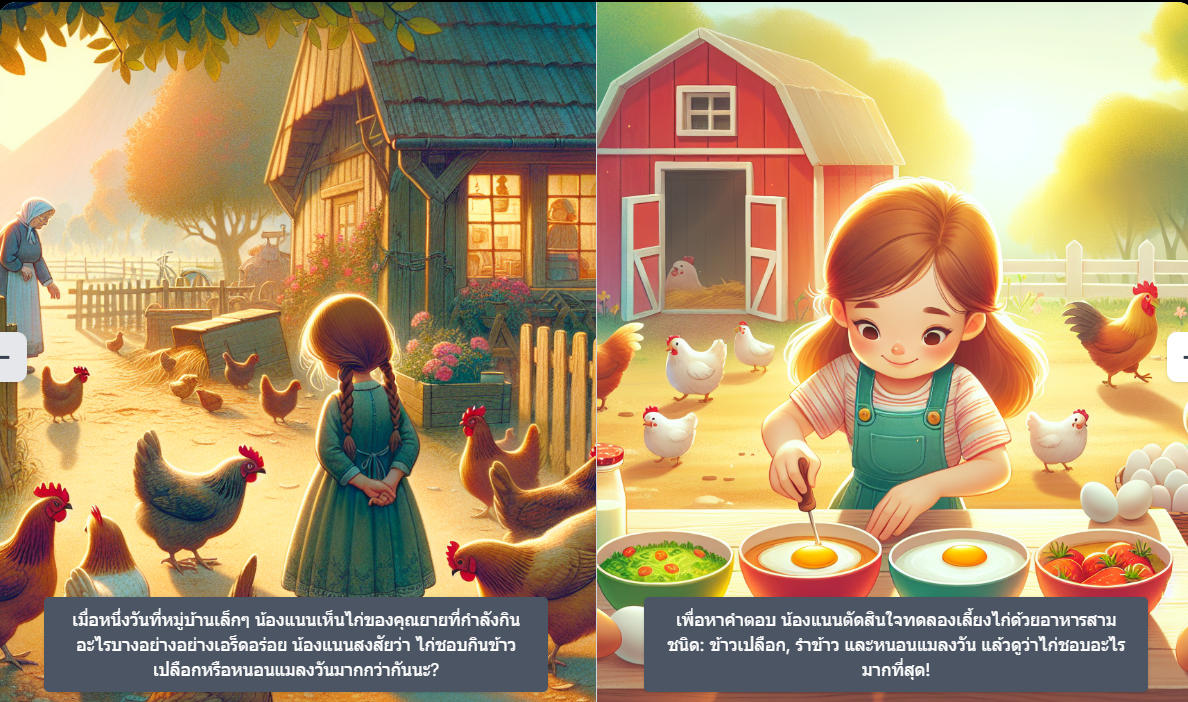 เมื่อหนึ่งวันที่หมู่บ้านเล็กๆ น้องแนนเห็นไก่ของคุณยายที่กำลังกิน
อะไรบางอย่างอย่างเอร็ดอร่อย น้องแนนสงสัยว่า ไก่ชอบกินข้าว
เปลือกหรือหนอนแมลงวันมากกว่ากันนะ?
เพื่อหาคำตอบ น้องแนนตัดสินใจทดลองเลี้ยงไก่ด้วยอาหารสาม
ชนิด: ข้าวเปลือก, รำข้าว และหนอนแมลงวัน แล้วดูว่าไก่ชอบอะไร
มากที่สุด!